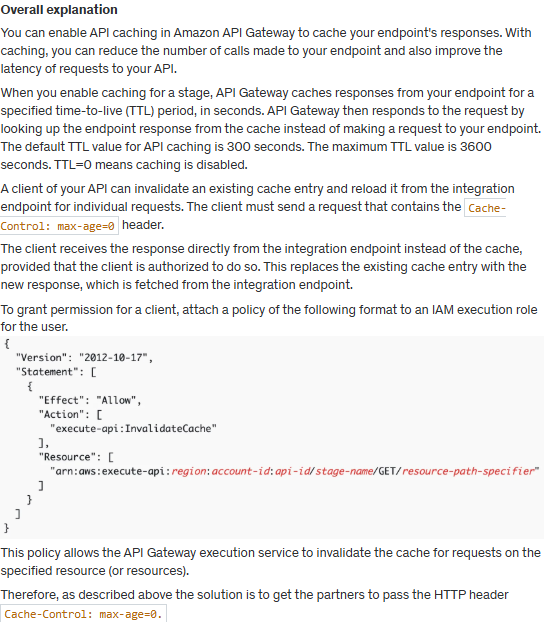 Overall explanation
You can enable API caching in Amazon API Gateway to cache your endpoint's responses. With
caching, you can reduce the number of calls made to your endpoint and also improve the
latency of requests to your API.
When you enable caching for a stage, API Gateway caches responses from your endpoint for a
specified time-to-live (TTL) period, in seconds. API Gateway then responds to the request by
looking up the endpoint response from the cache instead of making a request to your endpoint.
The default TTL value for API caching is 300 seconds. The maximum TTL value is 3600
seconds. TTL=0 means caching is disabled.
A client of your API can invalidate an existing cache entry and reload it from the integration
endpoint for individual requests. The client must send a request that contains the Cache-
Control: max-age=0 header.
The client receives the response directly from the integration endpoint instead of the cache,
provided that the client is authorized to do so. This replaces the existing cache entry with the
new response, which is fetched from the integration endpoint.
To grant permission for a client, attach a policy of the following format to an IAM execution role
for the user.
{
  "Version": "2012-10-17",
  "Statement": [
    {
      "Effect": "Allow",
      "Action": [
        "execute-api:InvalidateCache"
      ],
      "Resource": [
        "arn:aws:execute-api:region:account-id:api-id/stage-name/GET/resource-path-specifier"
      ]
    }
  ]
}
This policy allows the API Gateway execution service to invalidate the cache for requests on the
specified resource (or resources).
Therefore, as described above the solution is to get the partners to pass the HTTP header
Cache-Control: max-age=0.